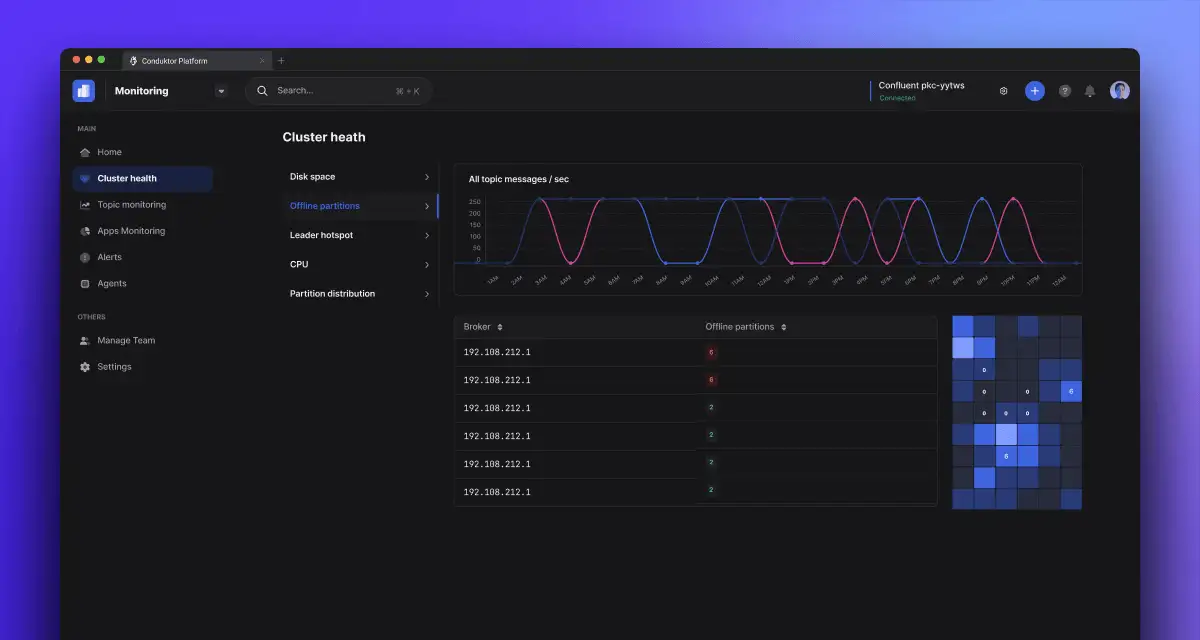 Conduktor Platform
Monitoring
Search...
⌘ + K
Confluent pkc-yytws
Connected
MAIN
Home
Cluster health
Topic monitoring
Apps Monitoring
Alerts
Agents
OTHERS
Manage Team
Settings
Cluster heath
Disk space
Offline partitions
Leader hotspot
CPU
Partition distribution
All topic messages / sec
250
200
150
100
50
0
1AM 2AM 3AM 4AM 5AM 8AM 8AM 9AM 10AM 11AM 12AM 1PM 2PM 3PM 4PM 5PM 6PM 7PM 8PM 9PM 10PM 11PM 12AM
Broker Offline partitions
192.108.212.1 6
192.108.212.1 6
192.108.212.1 2
192.108.212.1 2
192.108.212.1 2
192.108.212.1 2
0
0 0 6
0 0 0
6